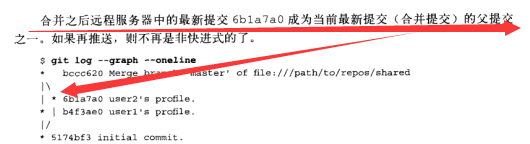 合并之后远程服务器中的最新提交 6b1a7a0 成为当前最新提交（合并提交）的父提交
之一。如果再推送，则不再是非快进式的了。
$ git log --graph --oneline
*   bccc620 Merge master' of file:///path/to/repos/shared
|\
| * 6b1a7a0 user2's profile.
* | b4f3ae0 user1's profile.
|/
* 5174bf3 initial commit.